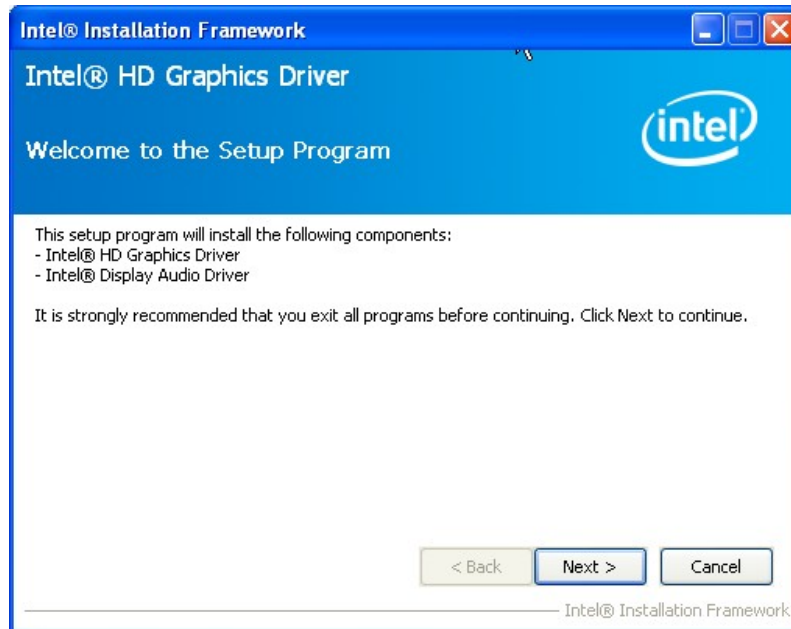 Intel® Installation Framework
Intel® HD Graphics Driver
Welcome to the Setup Program
intel®
This setup program will install the following components:
- Intel® HD Graphics Driver
- Intel® Display Audio Driver
It is strongly recommended that you exit all programs before continuing. Click Next to continue.
< Back
Next >
Cancel
Intel® Installation Framework